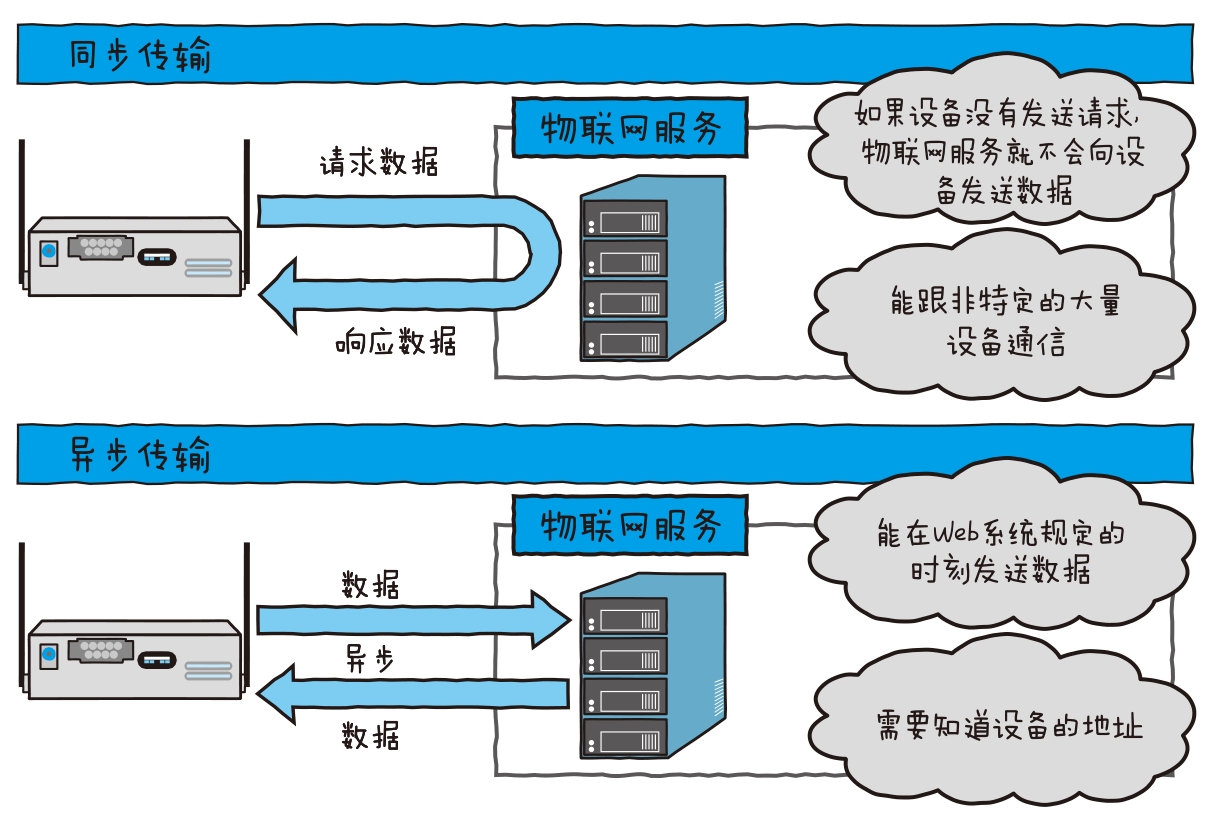 同步传输
物联网服务
请求数据
响应数据
如果设备没有发送请求,
物联网服务就不会向设
备发送数据
能跟非特定的大量
设备通信
异步传输
物联网服务
数据
异步
数据
能在Web系统规定的
时刻发送数据
需要知道设备的地址